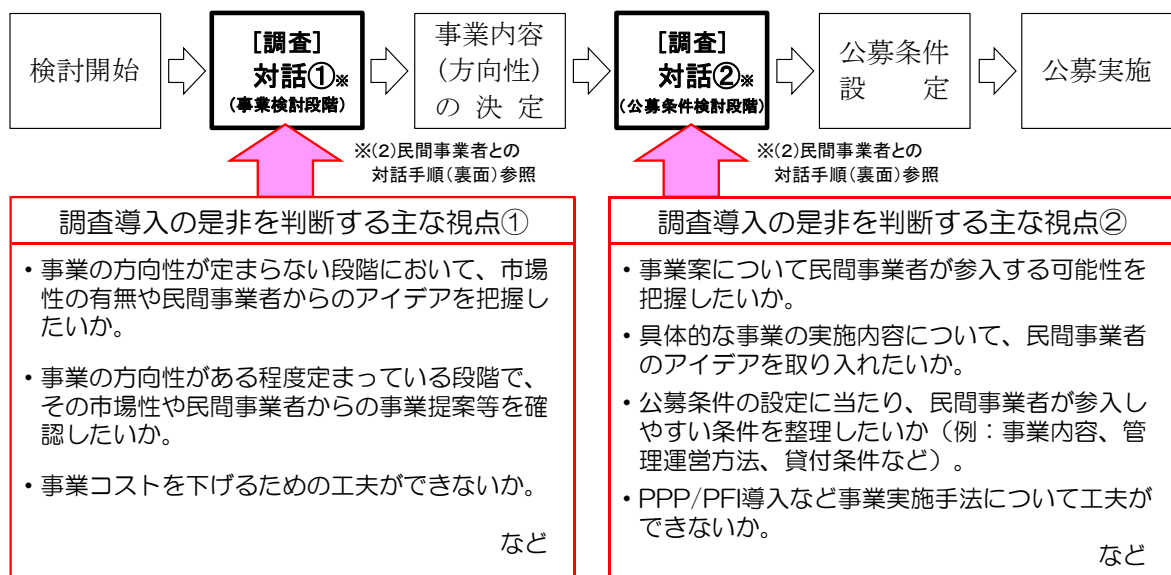 検討開始
[調査]
対話①※
(事業検討段階)
事業内容
(方向性)
の 決 定
[調査]
対話②※
(公募条件検討段階)
公募条件
設　　定
公募実施
※(2)民間事業者との
対話手順(裏面)参照
※(2)民間事業者との
対話手順(裏面)参照
調査導入の是非を判断する主な視点①
・事業の方向性が定まらない段階において、市場
性の有無や民間事業者からのアイデアを把握し
たいか。
・事業の方向性がある程度定まっている段階で、
その市場性や民間事業者からの事業提案等を確
認したいか。
・事業コストを下げるための工夫ができないか。
など
調査導入の是非を判断する主な視点②
・事業案について民間事業者が参入する可能性を
把握したいか。
・具体的な事業の実施内容について、民間事業者
のアイデアを取り入れたいか。
・公募条件の設定に当たり、民間事業者が参入し
やすい条件を整理したいか（例：事業内容、管
理運営方法、貸付条件など）。
・PPP/PFI導入など事業実施手法について工夫が
できないか。
など